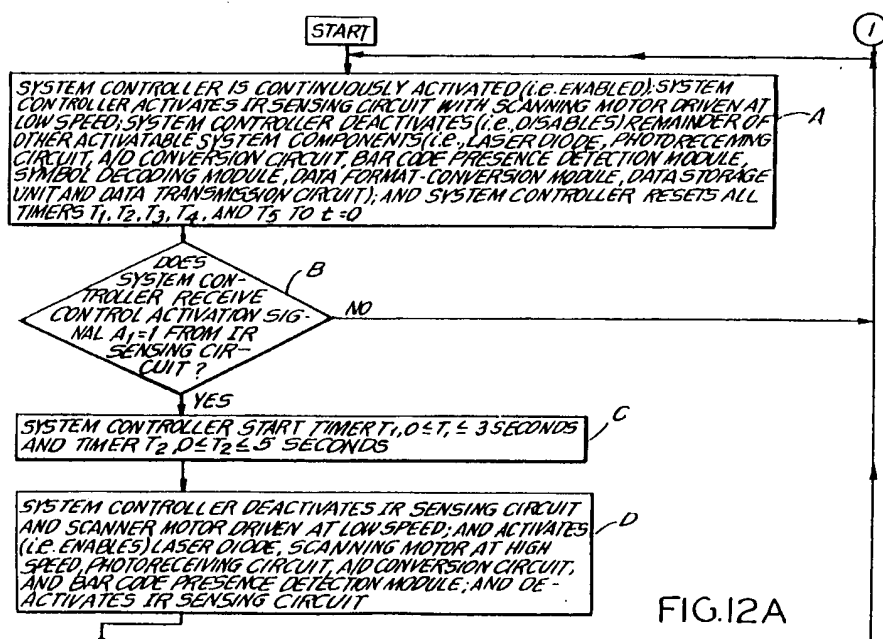 START
1
SYSTEM CONTROLLER IS CONTINUOUSLY ACTIVATED (i.e. ENABLED); SYSTEM
CONTROLLER ACTIVATES IR SENSING CIRCUIT WITH SCANNING MOTOR DRIVEN AT
LOW SPEED; SYSTEM CONTROLLER DEACTIVATES (i.e., DISABLES) REMAINDER OF
OTHER ACTIVATABLE SYSTEM COMPONENTS (i.e., LASER DIODE, PHOTORECEIVING
CIRCUIT, A/D CONVERSION CIRCUIT, BAR CODE PRESENCE DETECTION MODULE,
SYMBOL DECODING MODULE, DATA FORMAT-CONVERSION MODULE, DATA STORAGE
UNIT AND DATA TRANSMISSION CIRCUIT); AND SYSTEM CONTROLLER RESETS ALL
TIMERS T1, T2, T3, T4, AND T5 TO t=0
A
DOES
SYSTEM CON-
TROLLER RECEIVE
CONTROL ACTIVATION SIG-
NAL A1=1 FROM IR
SENSING CIR-
CUIT?
B
NO
YES
SYSTEM CONTROLLER START TIMER T1, 0≤T1≤3 SECONDS
AND TIMER T2, 0≤T2≤5 SECONDS
C
SYSTEM CONTROLLER DEACTIVATES IR SENSING CIRCUIT
AND SCANNER MOTOR DRIVEN AT LOW SPEED; AND ACTIVATES
(i.e. ENABLES) LASER DIODE, SCANNING MOTOR AT HIGH
SPEED, PHOTORECEIVING CIRCUIT, A/D CONVERSION CIRCUIT,
AND BAR CODE PRESENCE DETECTION MODULE; AND DE-
ACTIVATES IR SENSING CIRCUIT
D
FIG.12A